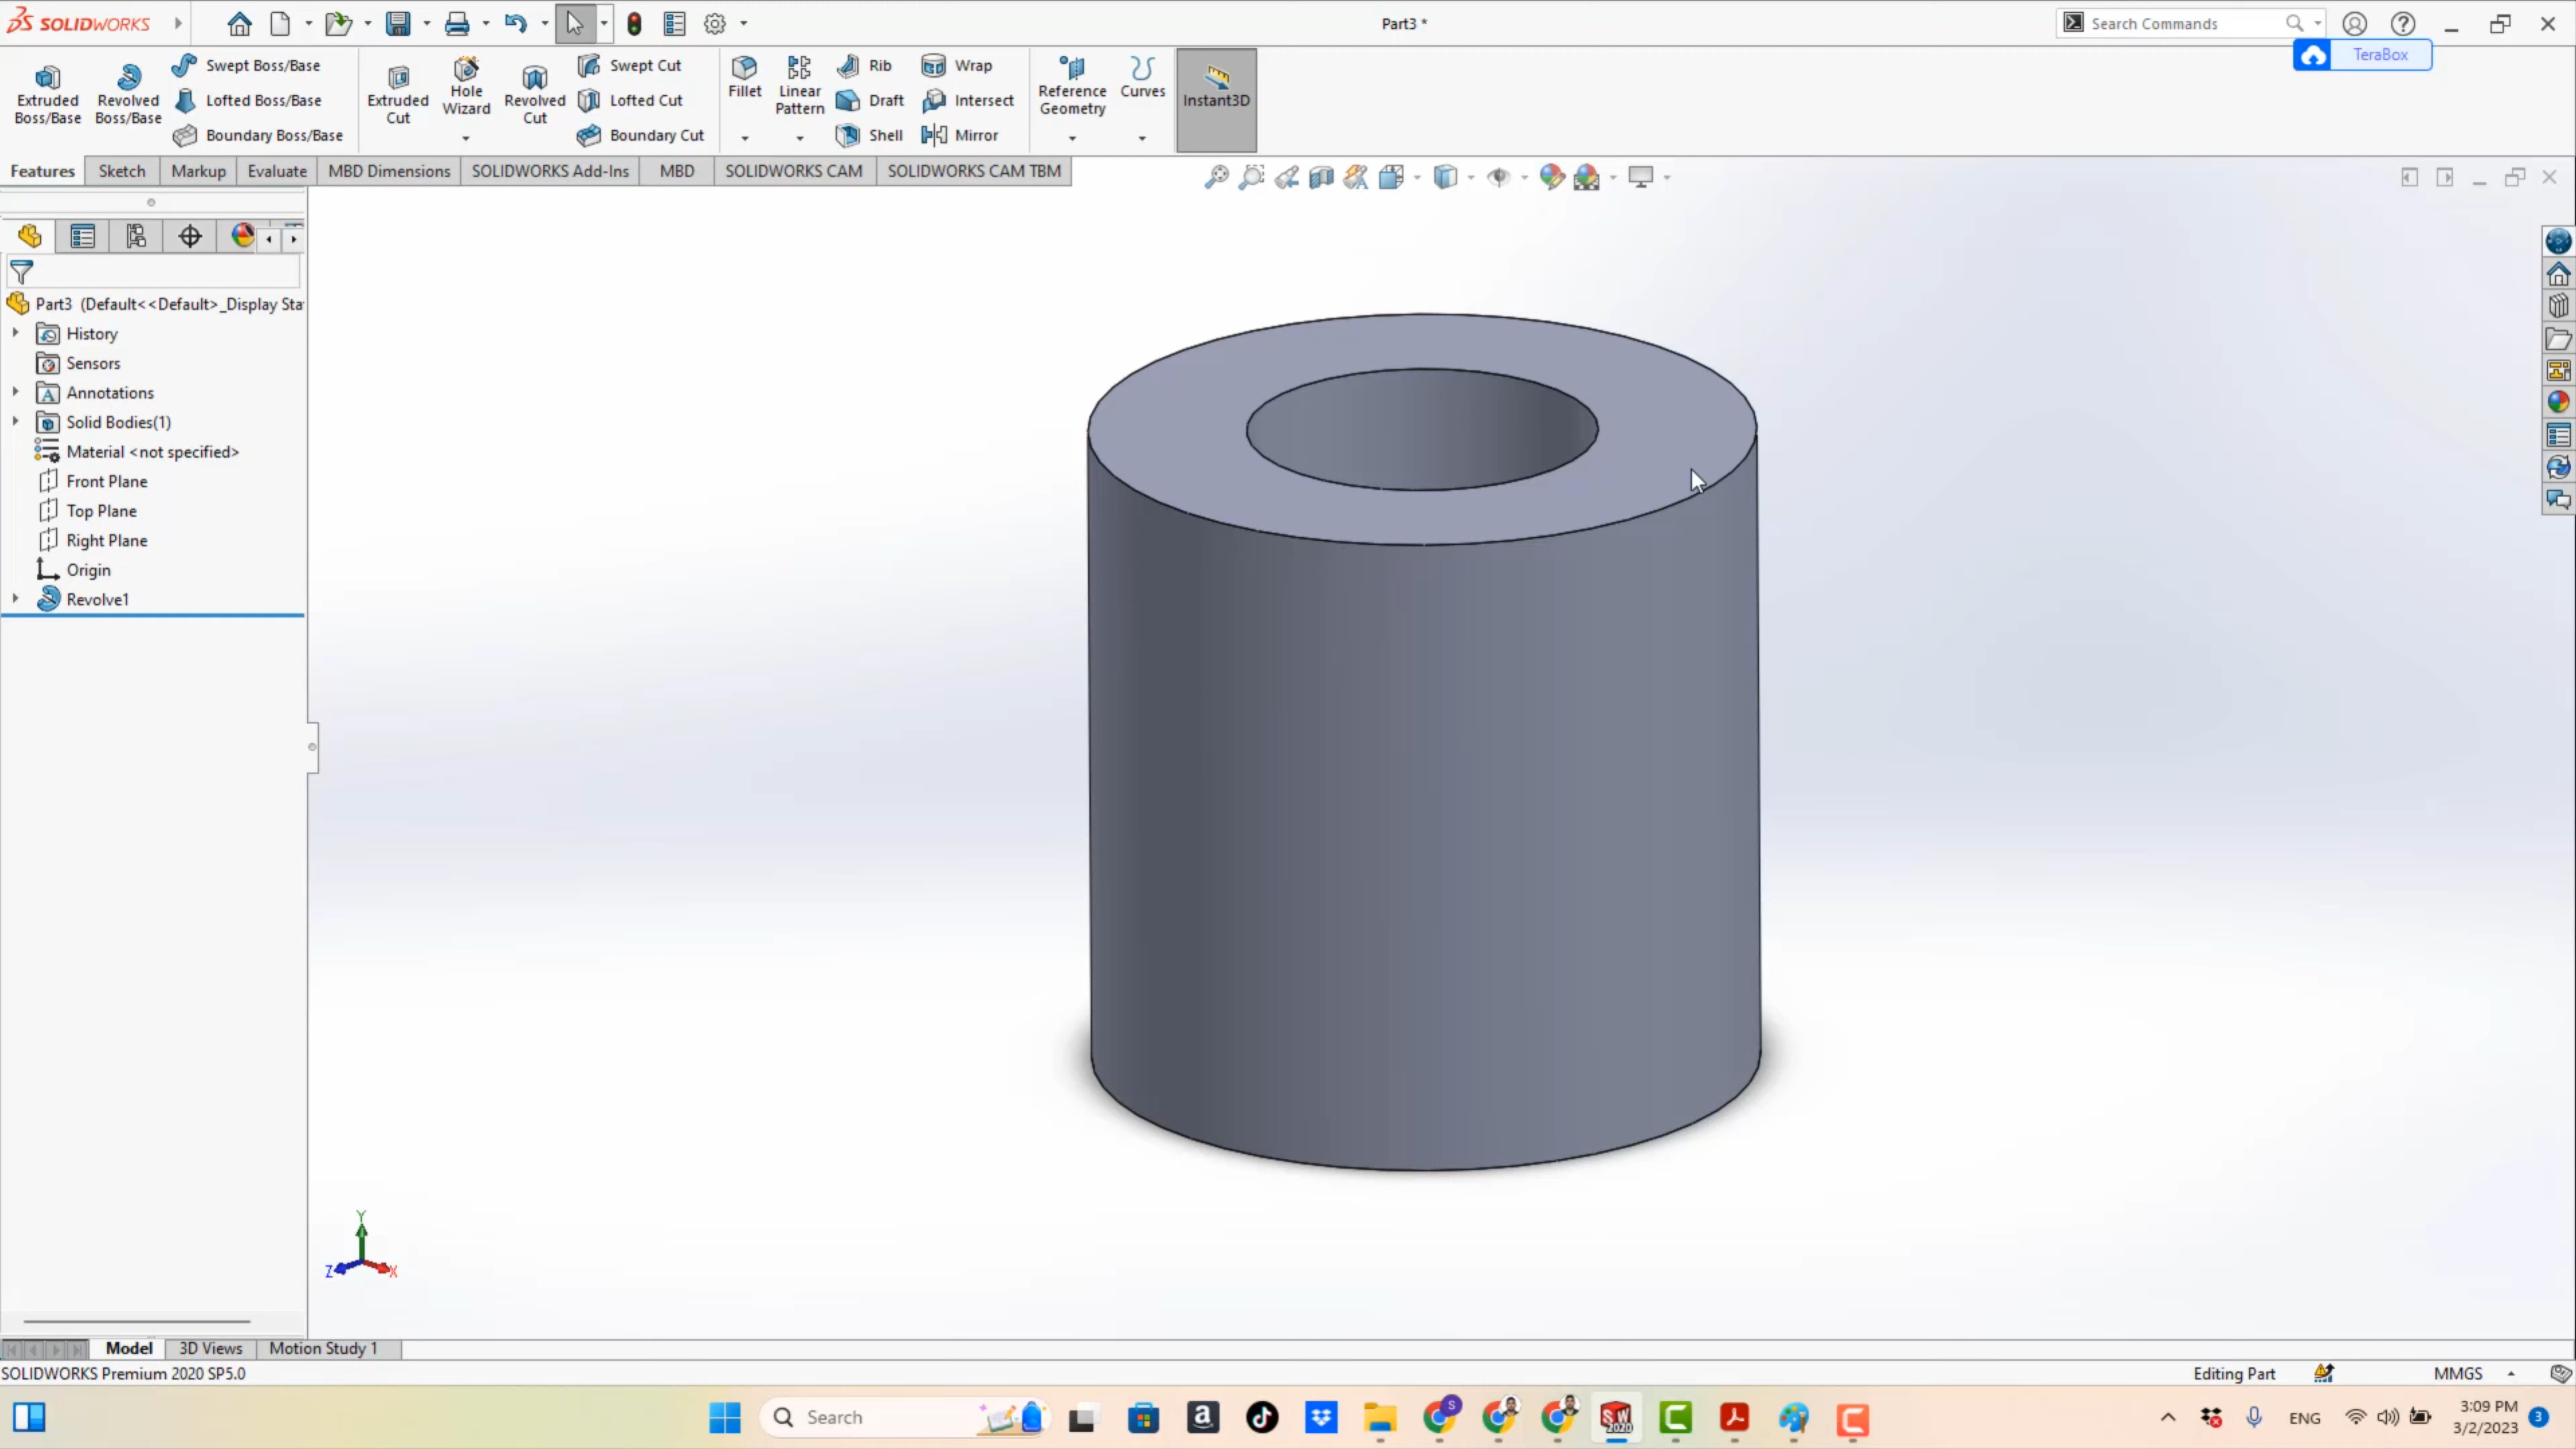 SOLIDWORKS
Part3 *
Search Commands
TeraBox
Extruded Boss/Base
Revolved Boss/Base
Swept Boss/Base
Lofted Boss/Base
Boundary Boss/Base
Extruded Cut
Hole Wizard
Revolved Cut
Swept Cut
Lofted Cut
Boundary Cut
Fillet
Linear Pattern
Rib
Draft
Shell
Wrap
Intersect
Mirror
Reference Geometry
Curves
Instant3D
Features
Sketch
Markup
Evaluate
MBD Dimensions
SOLIDWORKS Add-Ins
MBD
SOLIDWORKS CAM
SOLIDWORKS CAM TBM
Part3 (Default<<Default>_Display Sta
History
Sensors
Annotations
Solid Bodies(1)
Material <not specified>
Front Plane
Top Plane
Right Plane
Origin
Revolve1
Y
Z
X
Model
3D Views
Motion Study 1
SOLIDWORKS Premium 2020 SP5.0
Editing Part
MMGS
Search
S
SW
2020
ENG
3:09 PM
3/2/2023
3